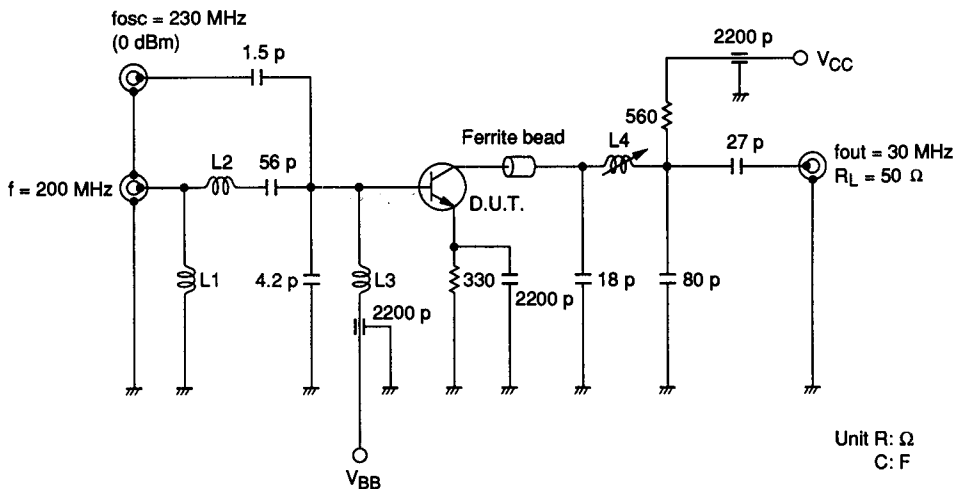 fosc = 230 MHz
(0 dBm)
1.5 p
2200 p
VCC
560
Ferrite bead
L4
27 p
fout = 30 MHz
RL = 50 Ω
L2
56 p
f = 200 MHz
D.U.T.
L1
4.2 p
L3
2200 p
330
2200 p
18 p
80 p
VBB
Unit R: Ω
C: F